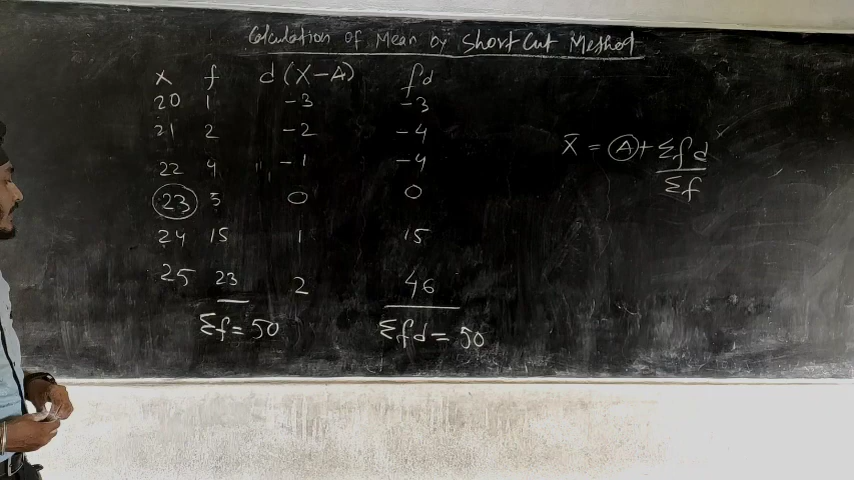 Calculation of Mean by Short Cut Method
X f d (X-A) fd
20 1 -3 -3
21 2 -2 -4
22 4 -1 -4
23 5 0 0
24 15 1 15
25 23 2 46
Σf = 50 Σfd = 50
X̄ = A + Σfd
Σf